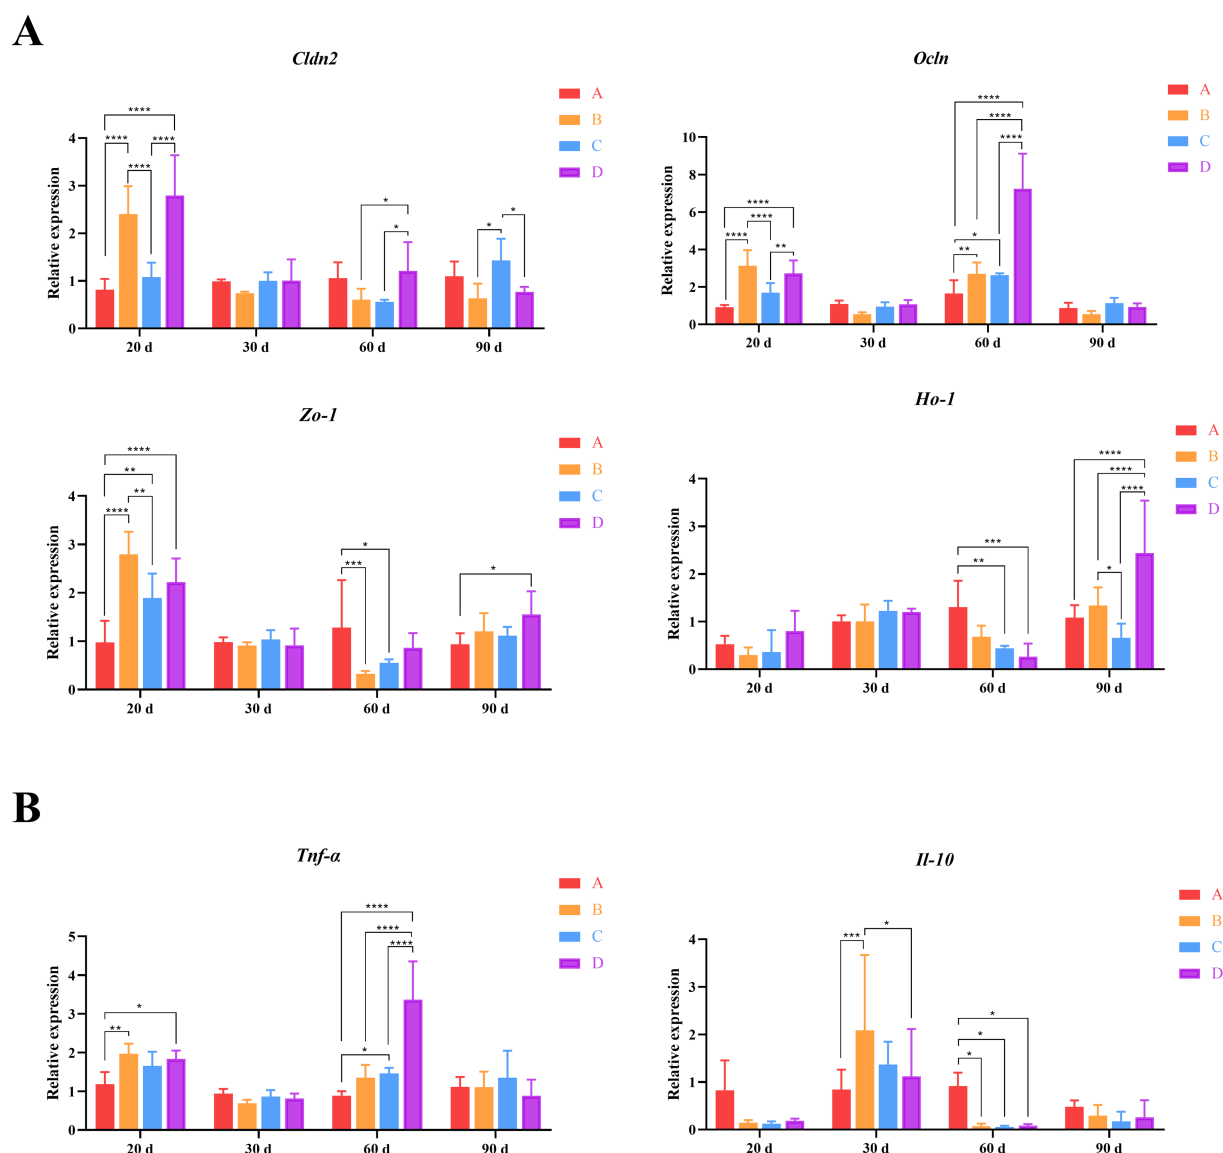 A
Cldn2
A
B
C
D
Relative expression
4
3
2
1
0
**** **** **** ****
* *
* *
20 d 30 d 60 d 90 d
Ocln
A
B
C
D
Relative expression
10
8
6
4
2
0
**** **** **** **
**** **** **** * **
20 d 30 d 60 d 90 d
Zo-1
A
B
C
D
Relative expression
4
3
2
1
0
**** ** ** ****
* ***
*
20 d 30 d 60 d 90 d
Ho-1
A
B
C
D
Relative expression
4
3
2
1
0
*** **
**** **** **** *
20 d 30 d 60 d 90 d
B
Tnf-α
A
B
C
D
Relative expression
5
4
3
2
1
0
* **
**** **** **** *
20 d 30 d 60 d 90 d
Il-10
A
B
C
D
Relative expression
4
3
2
1
0
*** *
* * *
20 d 30 d 60 d 90 d